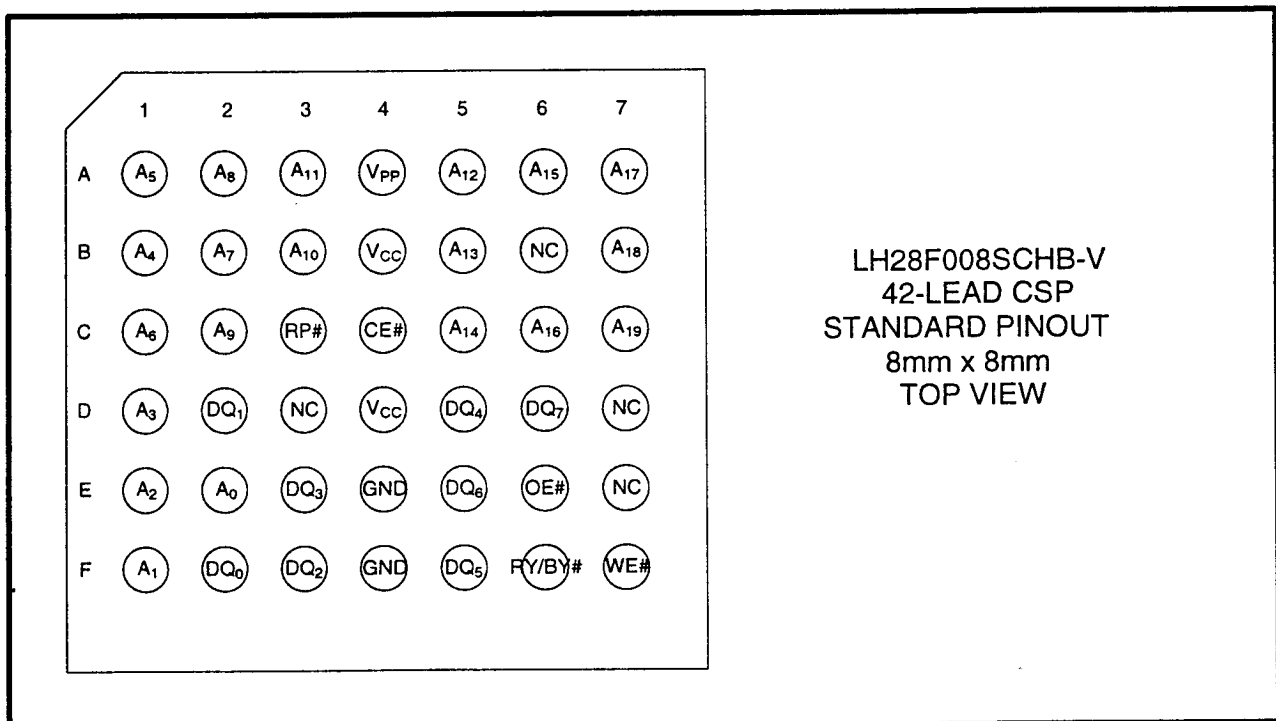 1 2 3 4 5 6 7
A A₅ A₈ A₁₁ VPP A₁₂ A₁₅ A₁₇
B A₄ A₇ A₁₀ VCC A₁₃ NC A₁₈
C A₆ A₉ RP# CE# A₁₄ A₁₆ A₁₉
D A₃ DQ₁ NC VCC DQ₄ DQ₇ NC
E A₂ A₀ DQ₃ GND DQ₆ OE# NC
F A₁ DQ₀ DQ₂ GND DQ₅ RY/BY# WE#
LH28F008SCHB-V
42-LEAD CSP
STANDARD PINOUT
8mm x 8mm
TOP VIEW